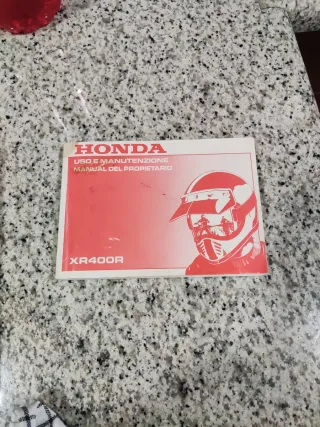 HONDA
USO E MANUTENZIONE
MANUAL DEL PROPIETARIO
XR400R